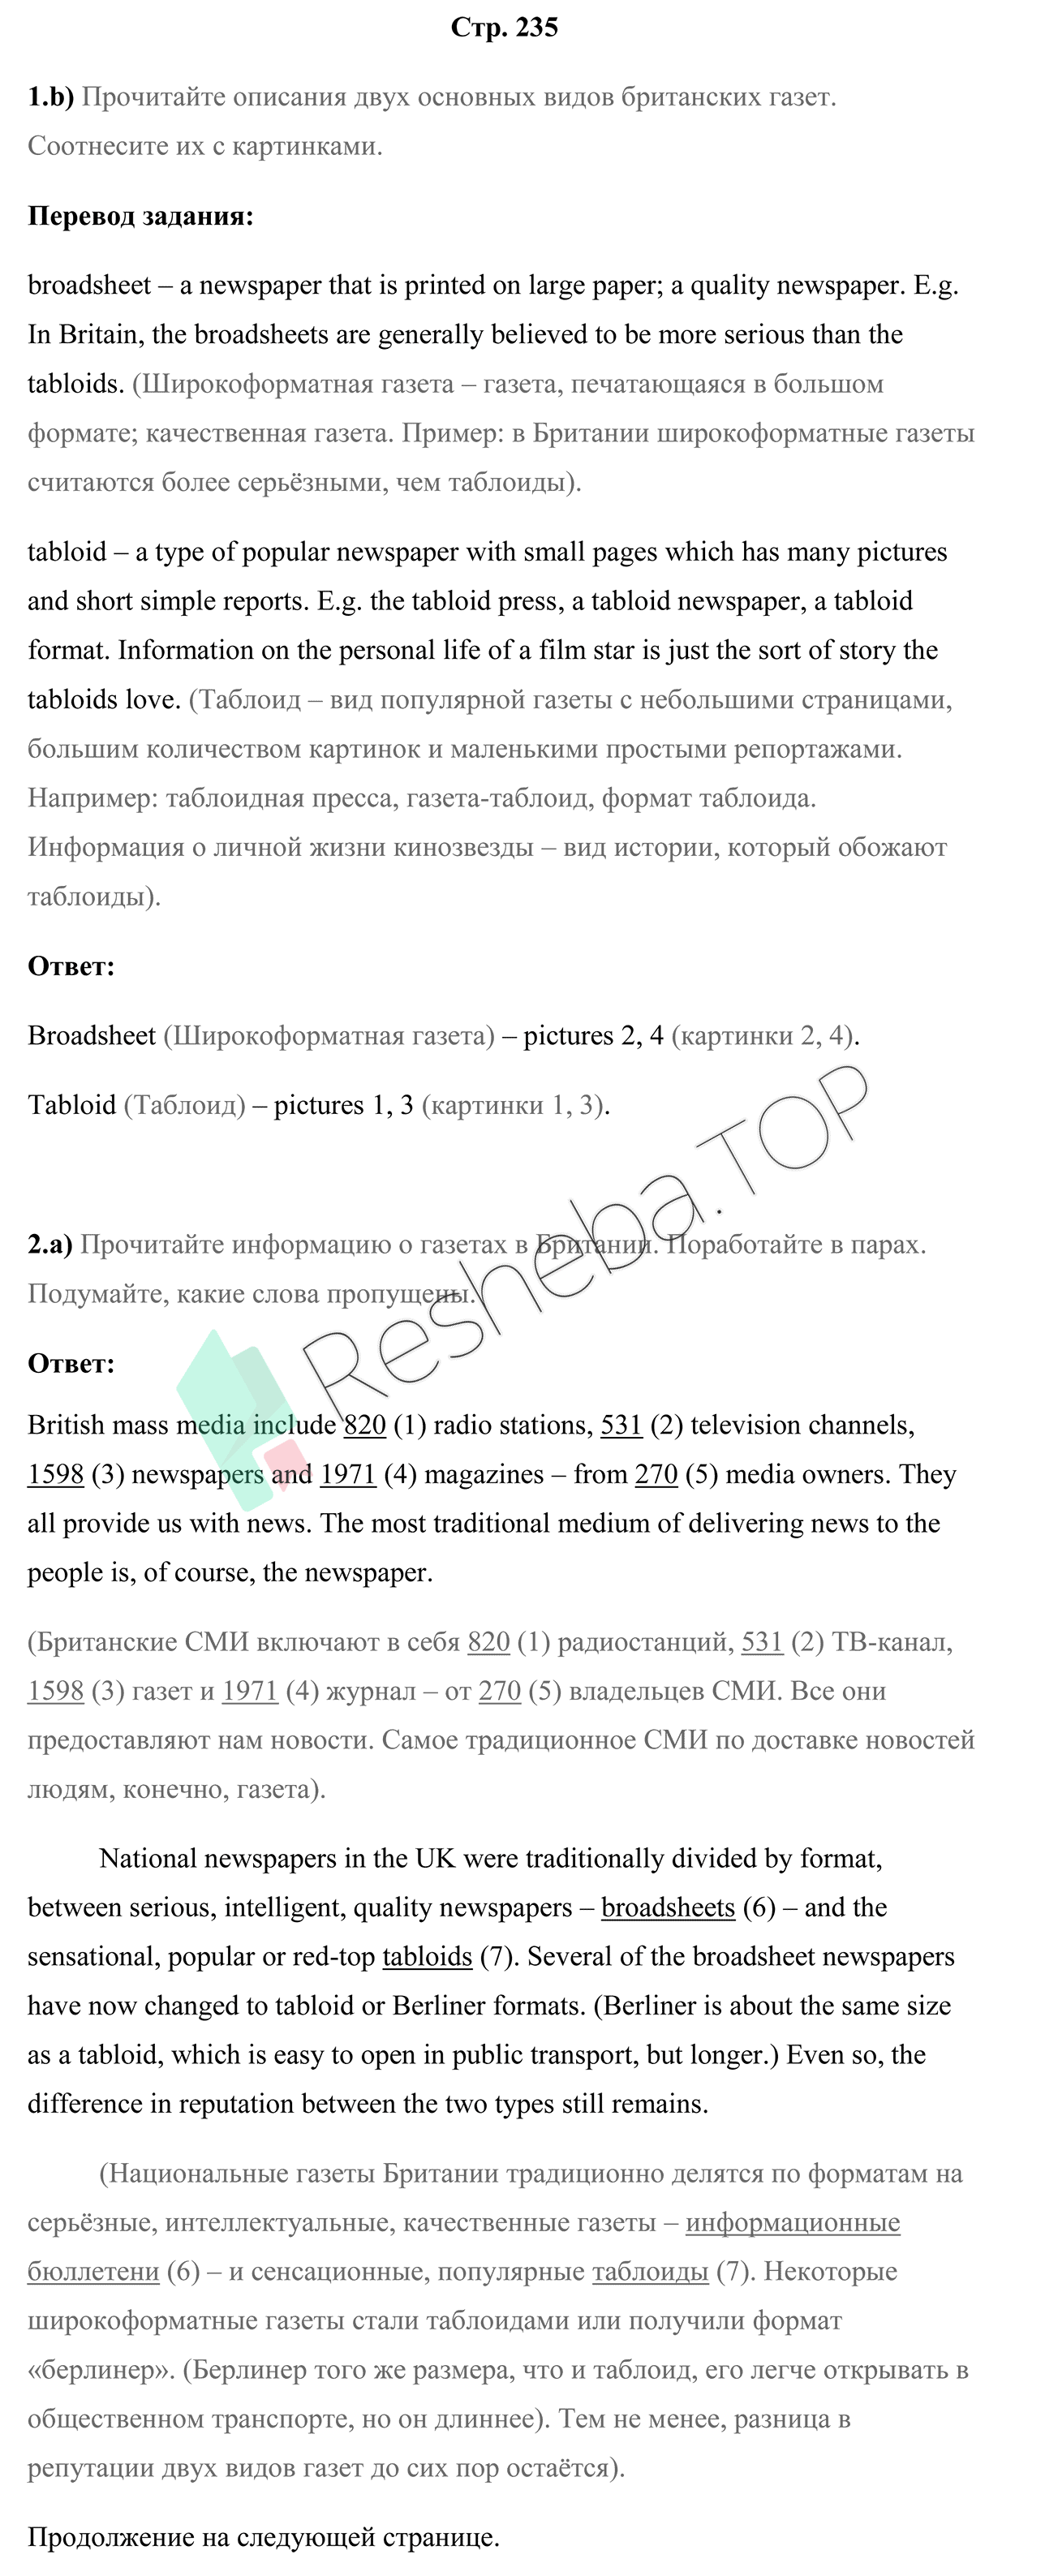 Стр. 235
1.b) Прочитайте описания двух основных видов британских газет.
Соотнесите их с картинками.
Перевод задания:
broadsheet – a newspaper that is printed on large paper; a quality newspaper. E.g.
In Britain, the broadsheets are generally believed to be more serious than the
tabloids. (Широкоформатная газета – газета, печатающаяся в большом
формате; качественная газета. Пример: в Британии широкоформатные газеты
считаются более серьёзными, чем таблоиды).
tabloid – a type of popular newspaper with small pages which has many pictures
and short simple reports. E.g. the tabloid press, a tabloid newspaper, a tabloid
format. Information on the personal life of a film star is just the sort of story the
tabloids love. (Таблоид – вид популярной газеты с небольшими страницами,
большим количеством картинок и маленькими простыми репортажами.
Например: таблоидная пресса, газета-таблоид, формат таблоида.
Информация о личной жизни кинозвезды – вид истории, который обожают
таблоиды).
Ответ:
Broadsheet (Широкоформатная газета) – pictures 2, 4 (картинки 2, 4).
Tabloid (Таблоид) – pictures 1, 3 (картинки 1, 3).
Resheba.TOP
2.a) Прочитайте информацию о газетах в Британии. Поработайте в парах.
Подумайте, какие слова пропущены.
Ответ:
British mass media include 820 (1) radio stations, 531 (2) television channels,
1598 (3) newspapers and 1971 (4) magazines – from 270 (5) media owners. They
all provide us with news. The most traditional medium of delivering news to the
people is, of course, the newspaper.
(Британские СМИ включают в себя 820 (1) радиостанций, 531 (2) ТВ-канал,
1598 (3) газет и 1971 (4) журнал – от 270 (5) владельцев СМИ. Все они
предоставляют нам новости. Самое традиционное СМИ по доставке новостей
людям, конечно, газета).
National newspapers in the UK were traditionally divided by format,
between serious, intelligent, quality newspapers – broadsheets (6) – and the
sensational, popular or red-top tabloids (7). Several of the broadsheet newspapers
have now changed to tabloid or Berliner formats. (Berliner is about the same size
as a tabloid, which is easy to open in public transport, but longer.) Even so, the
difference in reputation between the two types still remains.
(Национальные газеты Британии традиционно делятся по форматам на
серьёзные, интеллектуальные, качественные газеты – информационные
бюллетени (6) – и сенсационные, популярные таблоиды (7). Некоторые
широкоформатные газеты стали таблоидами или получили формат
«берлинер». (Берлинер того же размера, что и таблоид, его легче открывать в
общественном транспорте, но он длиннее). Тем не менее, разница в
репутации двух видов газет до сих пор остаётся).
Продолжение на следующей странице.